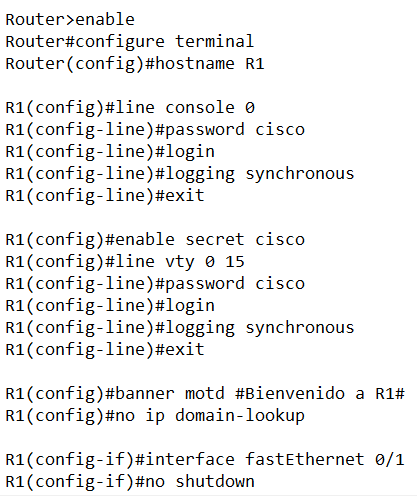 Router>enable
Router#configure terminal
Router(config)#hostname R1
R1(config)#line console 0
R1(config-line)#password cisco
R1(config-line)#login
R1(config-line)#logging synchronous
R1(config-line)#exit
R1(config)#enable secret cisco
R1(config)#line vty 0 15
R1(config-line)#password cisco
R1(config-line)#login
R1(config-line)#logging synchronous
R1(config-line)#exit
R1(config)#banner motd #Bienvenido a R1#
R1(config)#no ip domain-lookup
R1(config-if)#interface fastEthernet 0/1
R1(config-if)#no shutdown